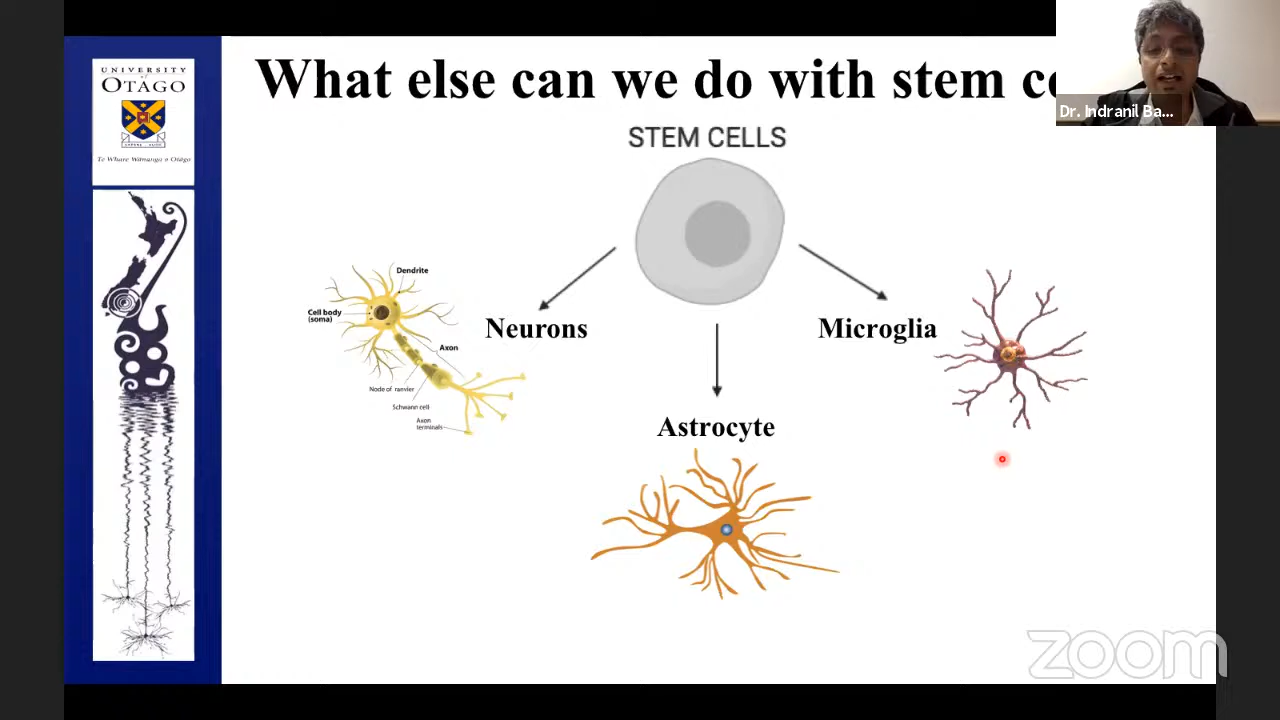 UNIVERSITY
of
OTAGO
Te Whare Wānanga o Otāgo
What else can we do with stem
Dr. Indranil Ba...
STEM CELLS
Dendrite
Cell body
(soma)
Axon
Node of ranvier
Schwann cell
Axon
terminals
Neurons
Microglia
Astrocyte
zoom